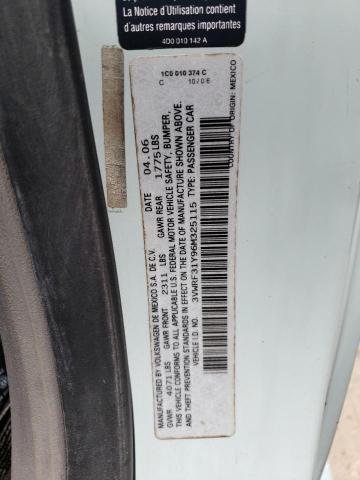 La Notice d'Utilisation contient
d'autres remarques importantes.
4D0 010 142 A
1C0 010 374 C
C 10/06
MANUFACTURED BY VOLKSWAGEN DE MEXICO S.A. DE C.V. DATE 04.06
GVWR 4071 LBS GAWR FRONT 2311 LBS GAWR REAR 1775 LBS
THIS VEHICLE CONFORMS TO ALL APPLICABLE U.S. FEDERAL MOTOR VEHICLE SAFETY, BUMPER,
AND THEFT PREVENTION STANDARDS IN EFFECT ON THE DATE OF MANUFACTURE SHOWN ABOVE.
VEHICLE I.D. NO.: 3VWRF31Y96M325115 TYPE: PASSENGER CAR
COUNTRY OF ORIGIN: MEXICO